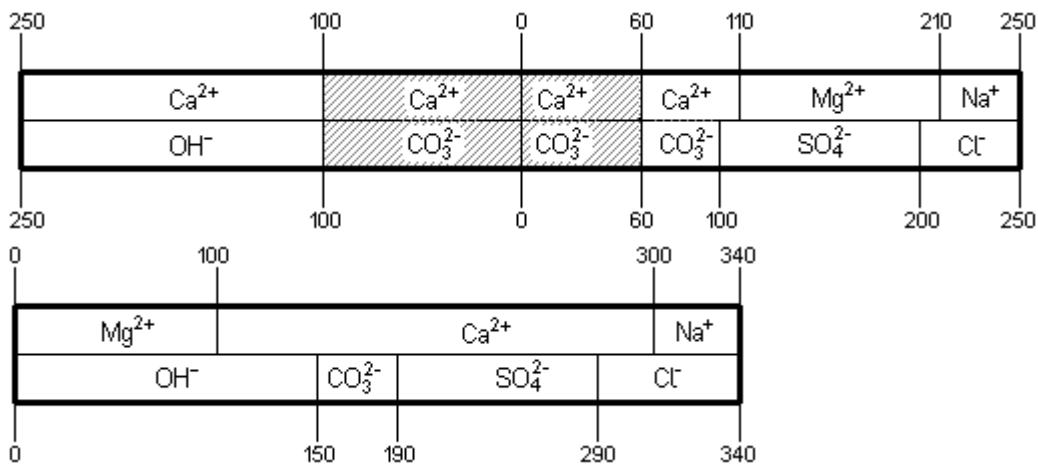 250 100 0 60 110 210 250
Ca²⁺ Ca²⁺ Ca²⁺ Ca²⁺ Mg²⁺ Na⁺
OH⁻ CO₃²⁻ CO₃²⁻ CO₃²⁻ SO₄²⁻ Cl⁻
250 100 0 60 100 200 250
0 100 300 340
Mg²⁺ Ca²⁺ Na⁺
OH⁻ CO₃²⁻ SO₄²⁻ Cl⁻
0 150 190 290 340